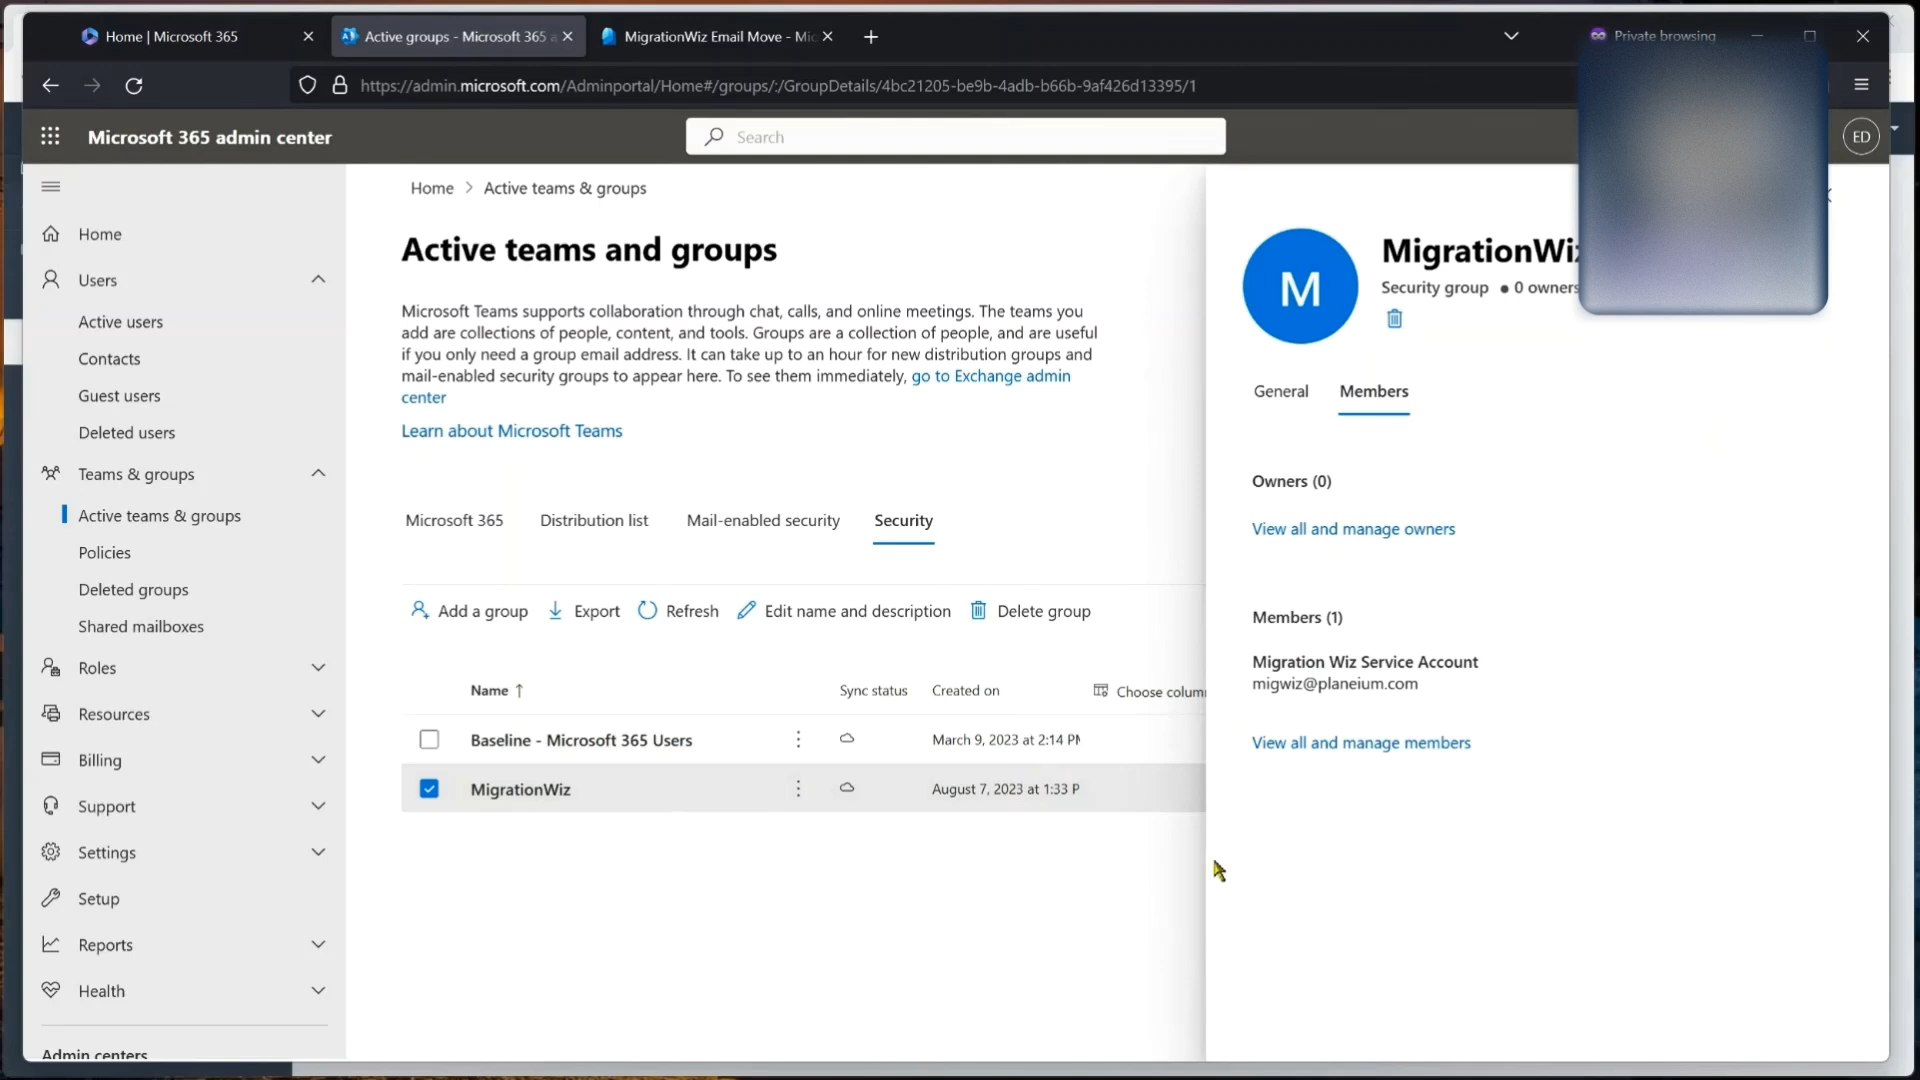 Home | Microsoft 365
Active groups - Microsoft 365 a
MigrationWiz Email Move - Mic
Private browsing
https://admin.microsoft.com/Adminportal/Home#/groups/:/GroupDetails/4bc21205-be9b-4adb-b66b-9af426d13395/1
Microsoft 365 admin center
Search
ED
Home
Users
Active users
Contacts
Guest users
Deleted users
Teams & groups
Active teams & groups
Policies
Deleted groups
Shared mailboxes
Roles
Resources
Billing
Support
Settings
Setup
Reports
Health
Admin centers
Home > Active teams & groups
Active teams and groups
Microsoft Teams supports collaboration through chat, calls, and online meetings. The teams you
add are collections of people, content, and tools. Groups are a collection of people, and are useful
if you only need a group email address. It can take up to an hour for new distribution groups and
mail-enabled security groups to appear here. To see them immediately, go to Exchange admin
center
Learn about Microsoft Teams
Microsoft 365 Distribution list Mail-enabled security Security
Add a group Export Refresh Edit name and description Delete group
Name ↑ Sync status Created on Choose colum
Baseline - Microsoft 365 Users March 9, 2023 at 2:14 PM
MigrationWiz August 7, 2023 at 1:33 P
M
MigrationWiz
Security group • 0 owners
General Members
Owners (0)
View all and manage owners
Members (1)
Migration Wiz Service Account
migwiz@planeium.com
View all and manage members